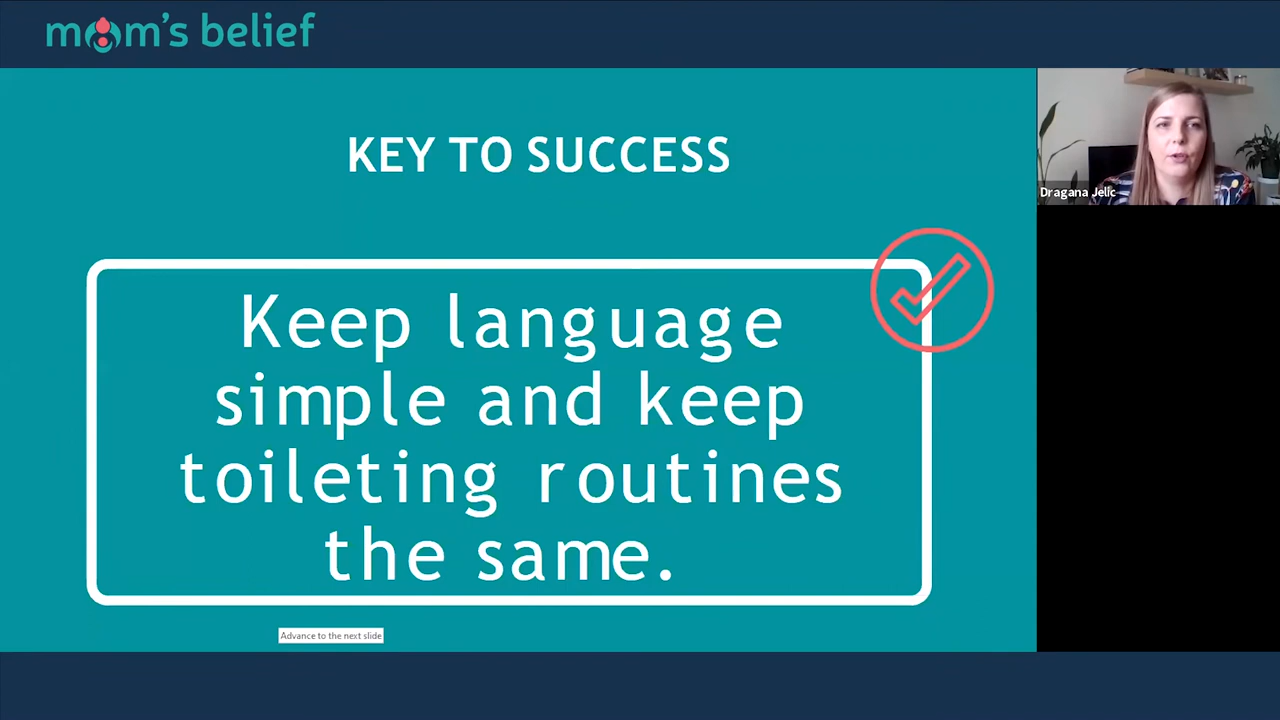 mom's belief
KEY TO SUCCESS
Dragana Jelic
Keep language
simple and keep
toileting routines
the same.
Advance to the next slide